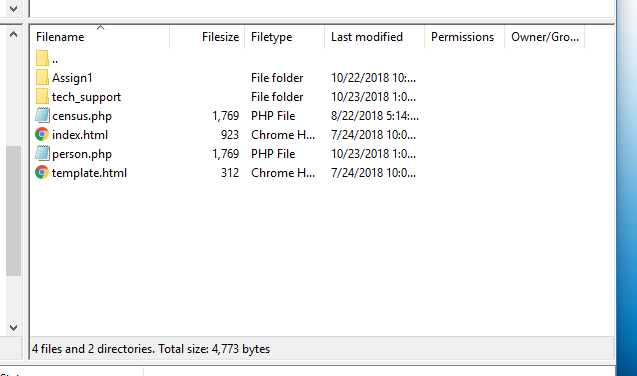 Filename Filesize Filetype Last modified Permissions Owner/Gro...
..
Assign1 File folder 10/22/2018 10:...
tech_support File folder 10/23/2018 1:0...
census.php 1,769 PHP File 8/22/2018 5:14:...
index.html 923 Chrome H... 7/24/2018 10:0...
person.php 1,769 PHP File 10/23/2018 1:0...
template.html 312 Chrome H... 7/24/2018 10:0...
4 files and 2 directories. Total size: 4,773 bytes